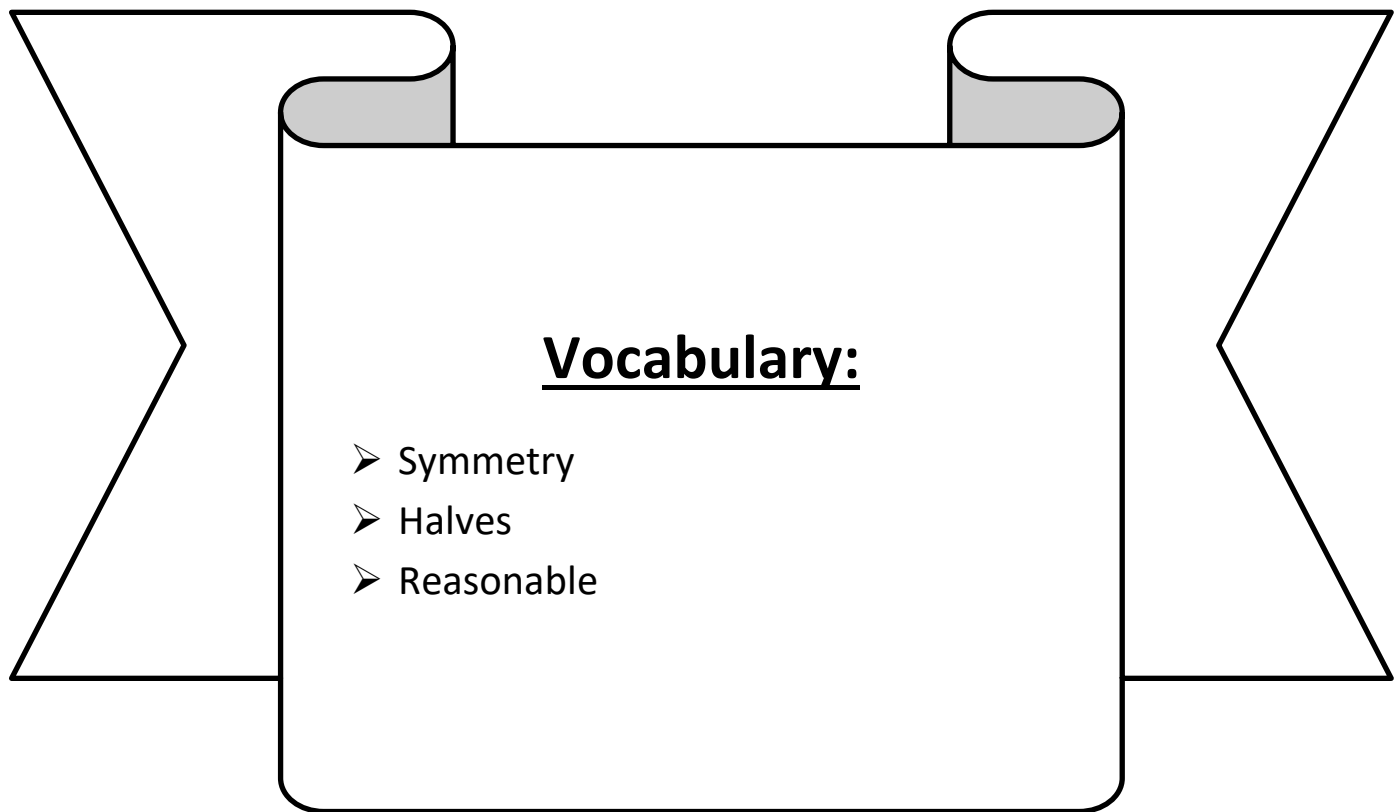 Vocabulary:
➢ Symmetry
➢ Halves
➢ Reasonable